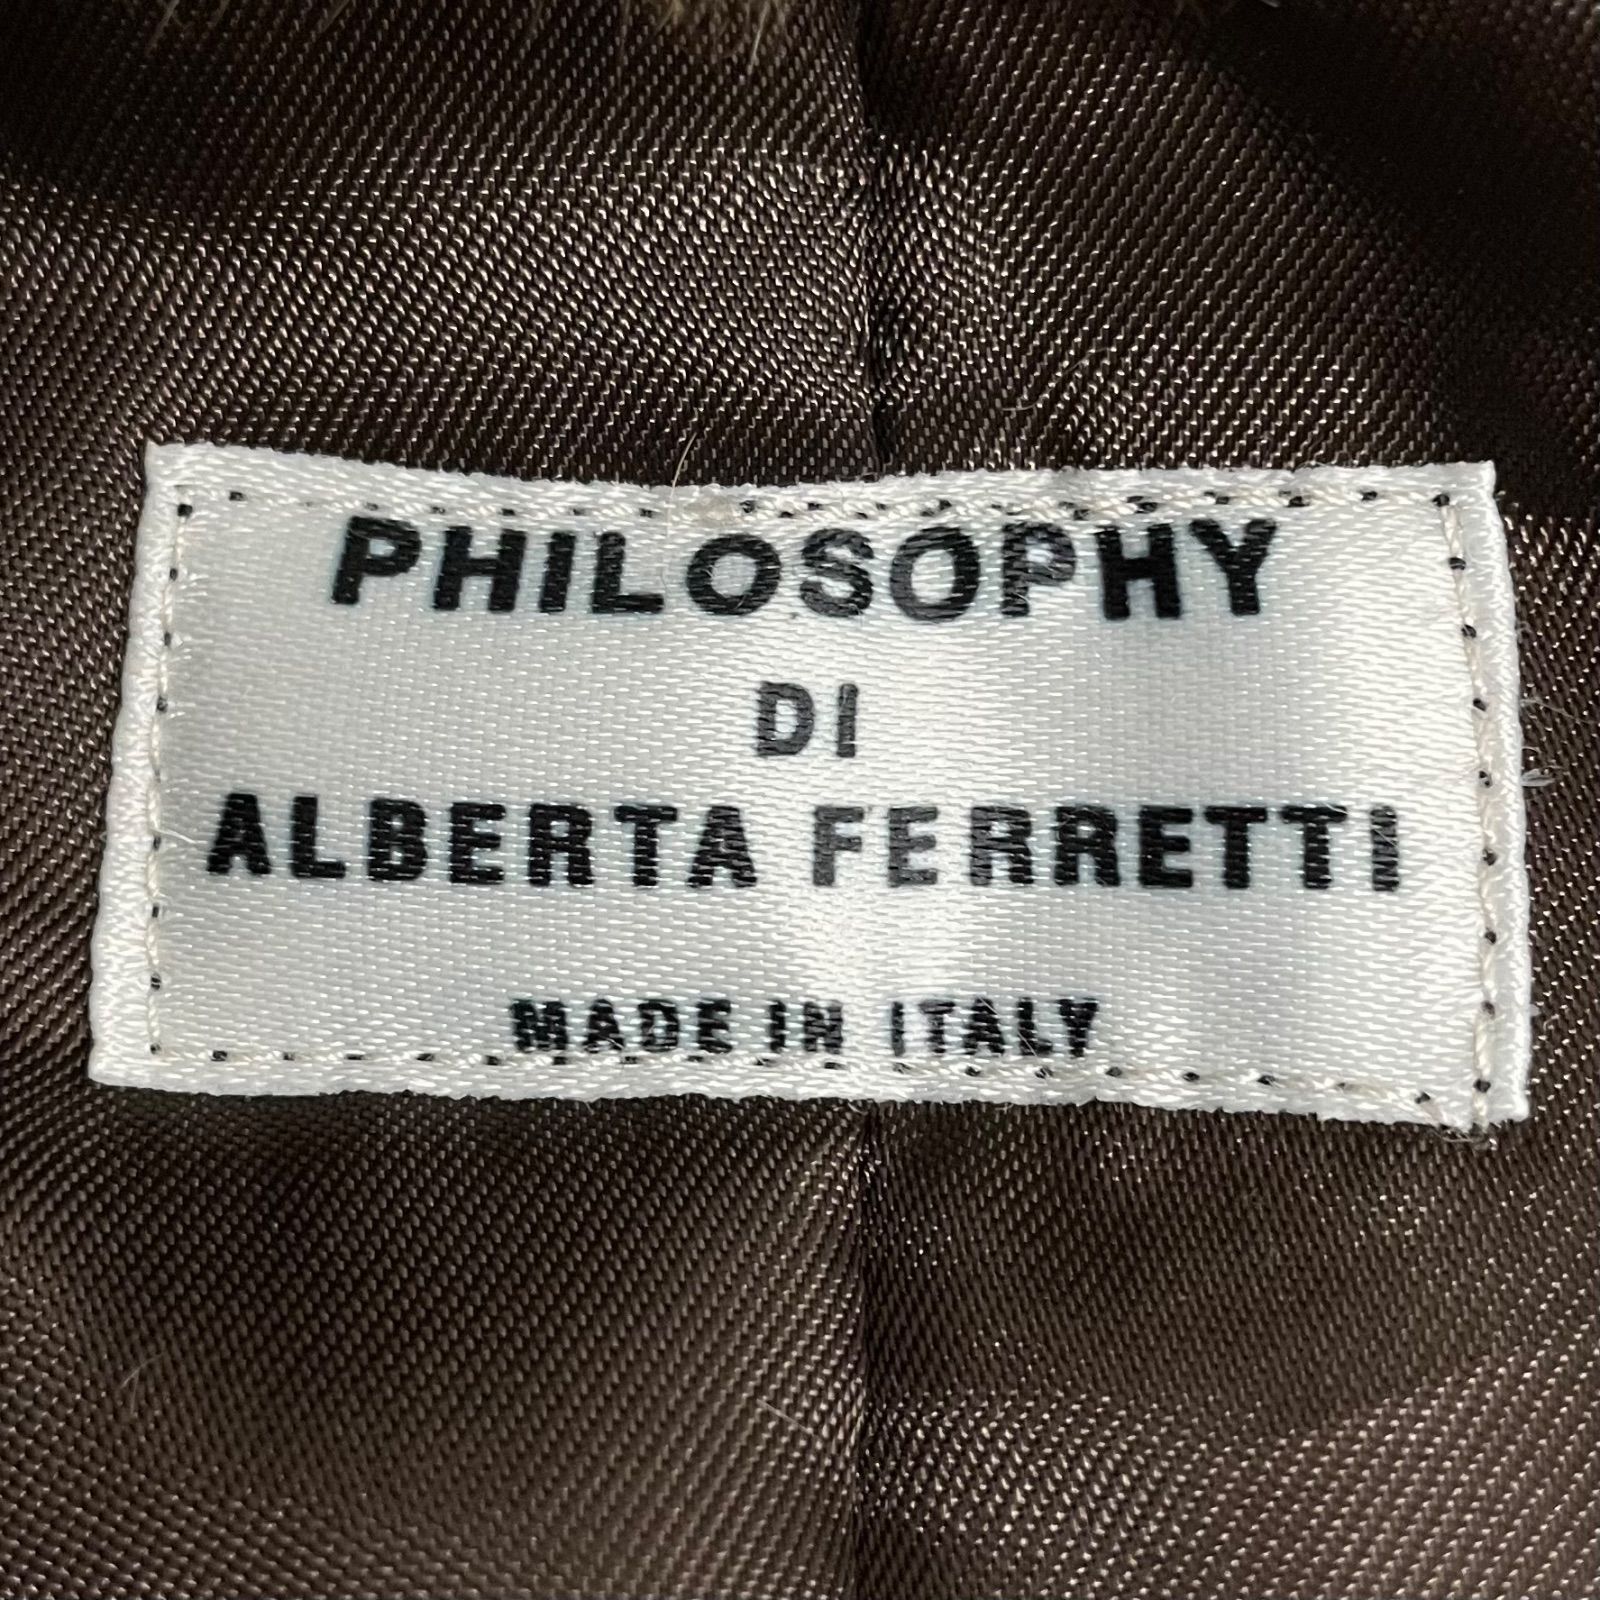 PHILOSOPHY
DI
ALBERTA FERRETTI
MADE IN ITALY